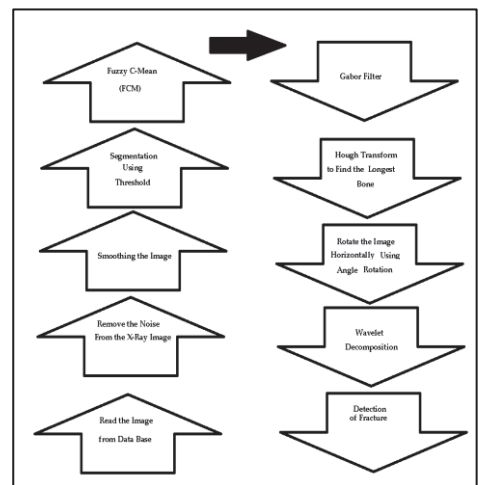 Fuzzy C-Mean
(FCM)
Segmentation
Using
Threshold
Smoothing the Image
Remove the Noise
From the X-Ray Image
Read the Image
from Data Base
Gabor Filter
Hough Transform
to Find the Longest
Bone
Rotate the Image
Horizontally Using
Angle Rotation
Wavelet
Decomposition
Detection
of Fracture